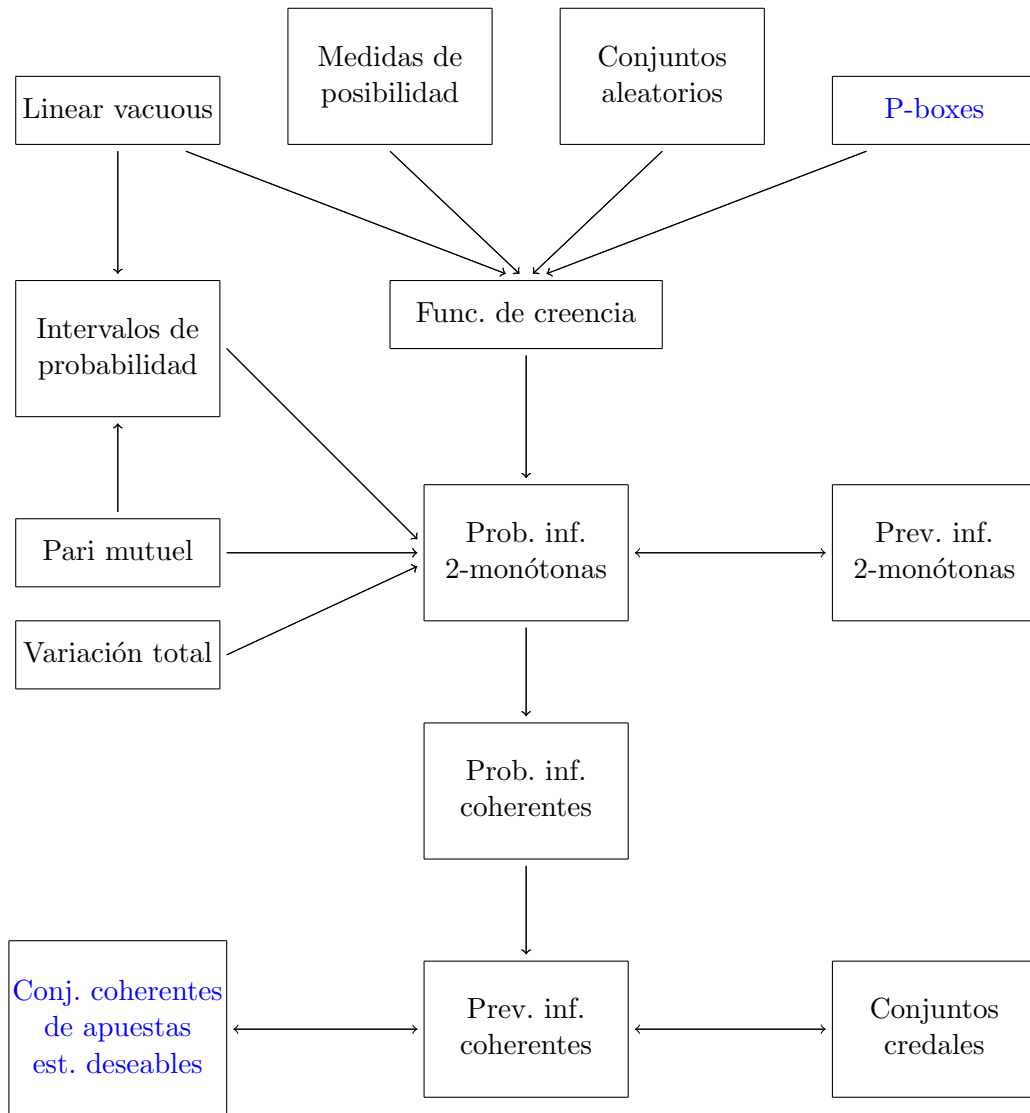 Medidas de
posibilidad
Conjuntos
aleatorios
Linear vacuous
P-boxes
Intervalos de
probabilidad
Func. de creencia
Pari mutuel
Prob. inf.
2-monótonas
Prev. inf.
2-monótonas
Variación total
Prob. inf.
coherentes
Conj. coherentes
de apuestas
est. deseables
Prev. inf.
coherentes
Conjuntos
credales